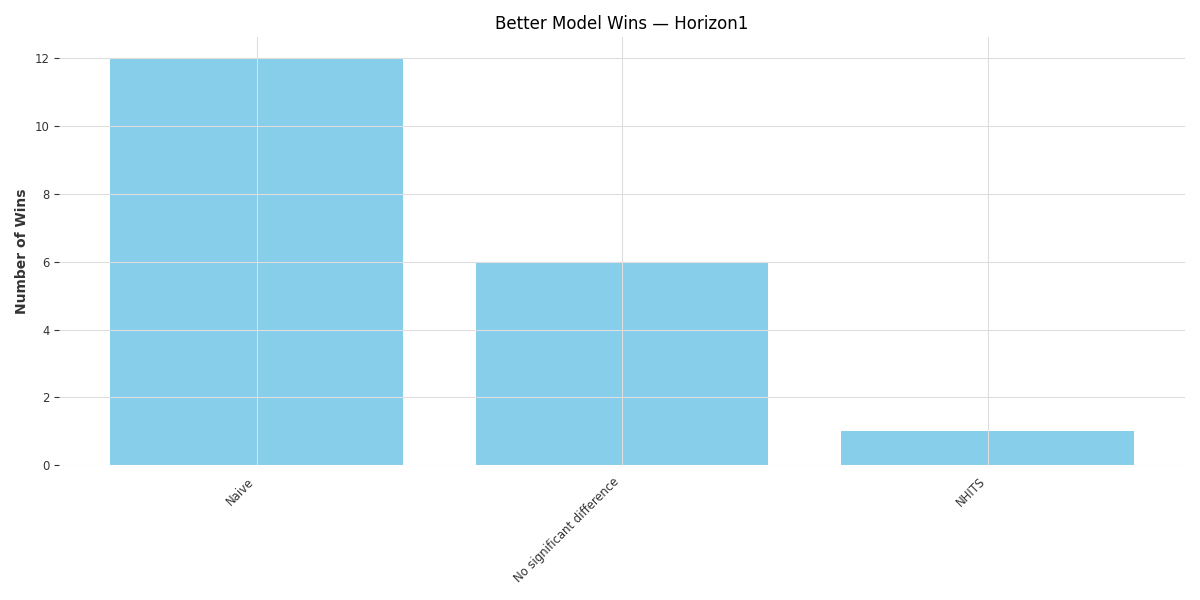 Better Model Wins — Horizon1
Number of Wins
12
10
8
6
4
2
0
Naive
No significant difference
NHITS